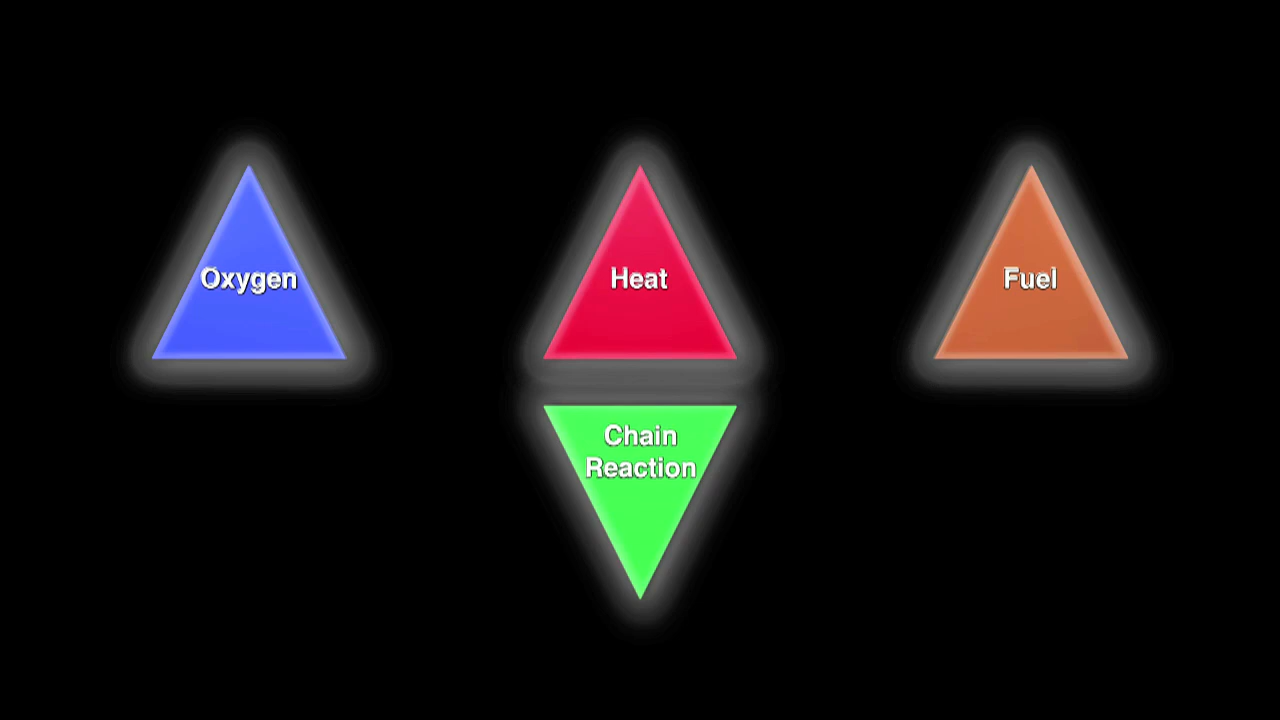 Oxygen
Heat
Fuel
Chain
Reaction